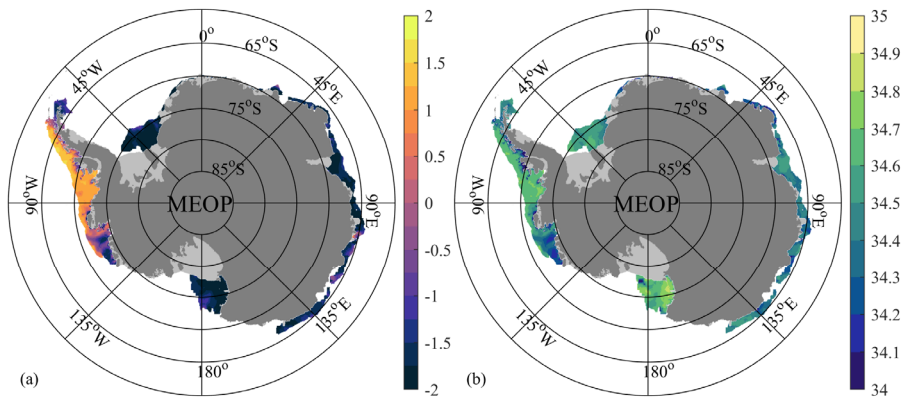 0°
45°E
90°E
135°E
180°
135°W
90°W
45°W
65°S
75°S
85°S
MEOP
(a)
2
1.5
1
0.5
0
-0.5
-1
-1.5
-2
0°
45°E
90°E
135°E
180°
135°W
90°W
45°W
65°S
75°S
85°S
MEOP
(b)
35
34.9
34.8
34.7
34.6
34.5
34.4
34.3
34.2
34.1
34